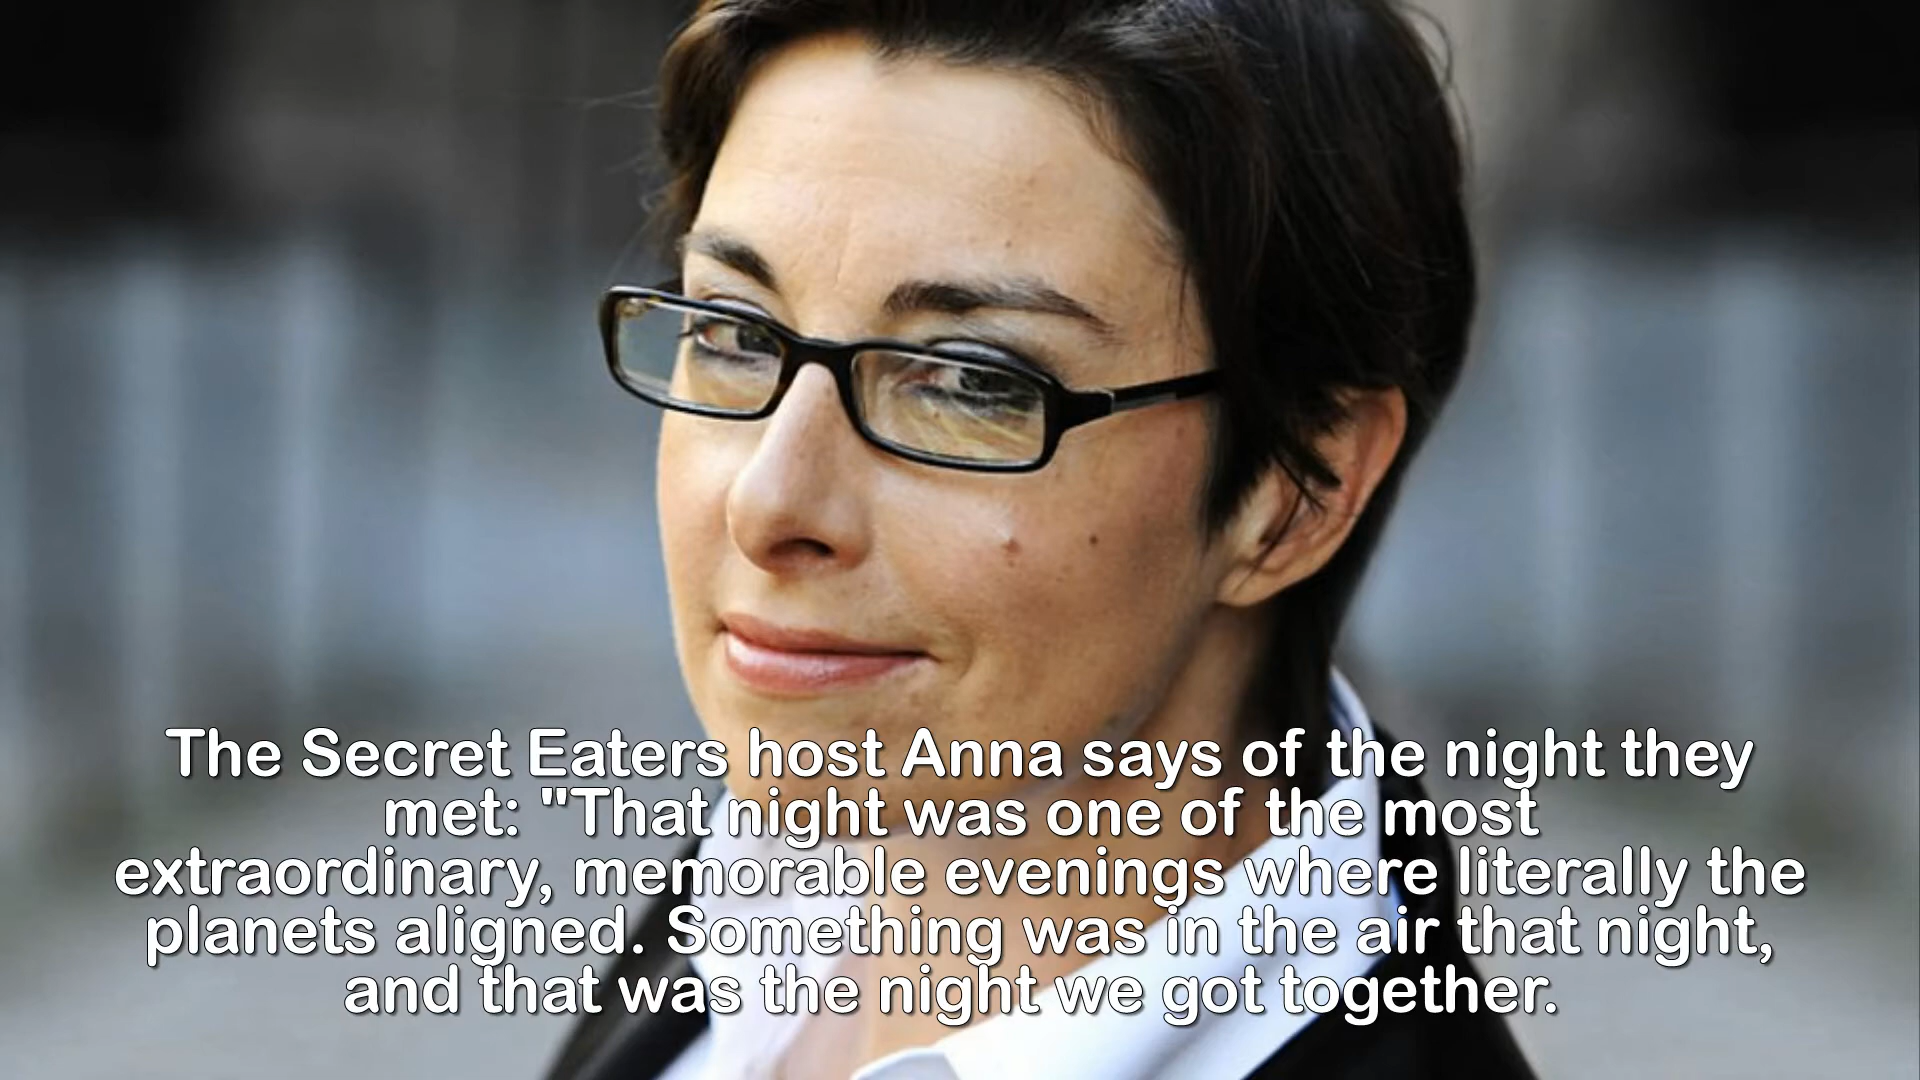 The Secret Eaters host Anna says of the night they
met: "That night was one of the most
extraordinary, memorable evenings where literally the
planets aligned. Something was in the air that night,
and that was the night we got together.